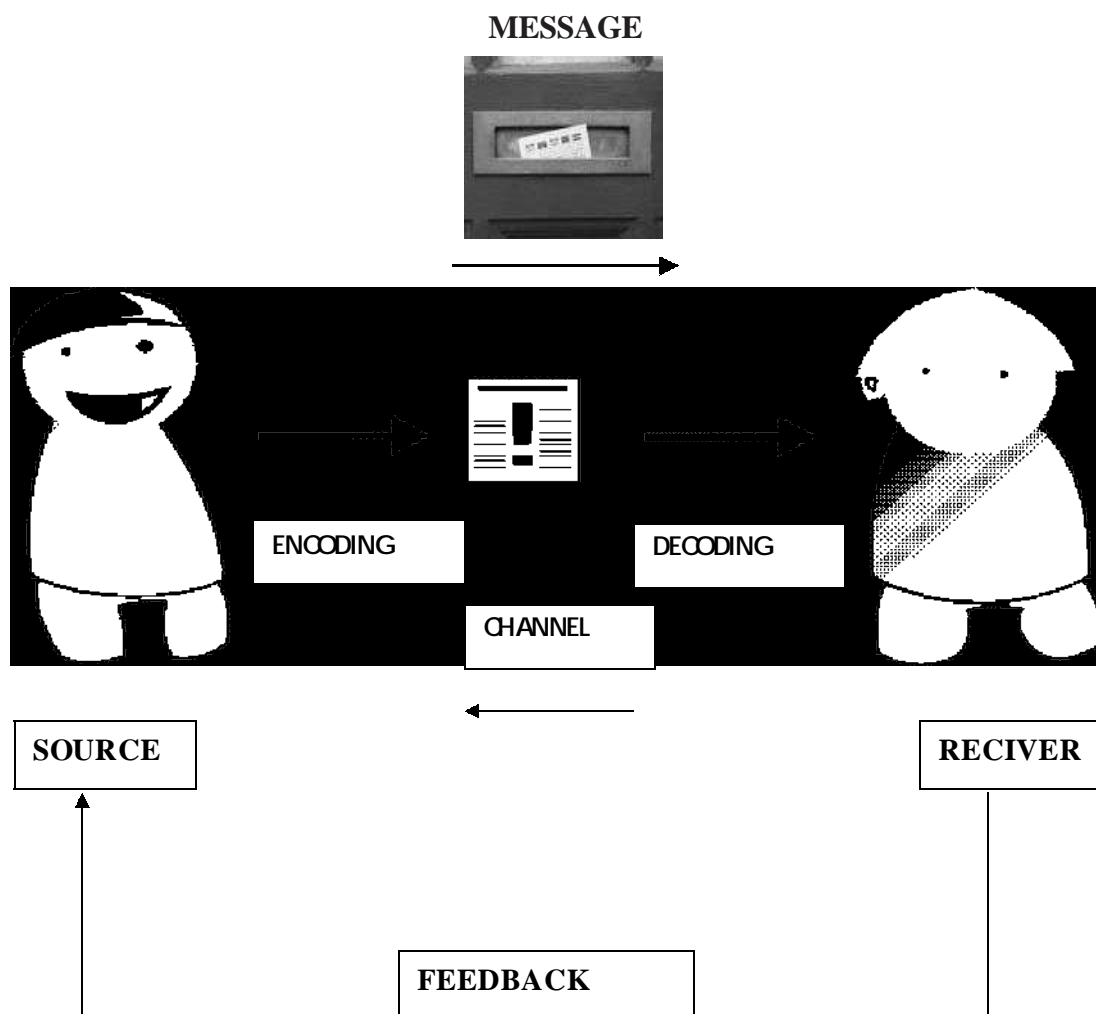 MESSAGE
ENCODING
DECODING
CHANNEL
SOURCE
RECIVER
FEEDBACK